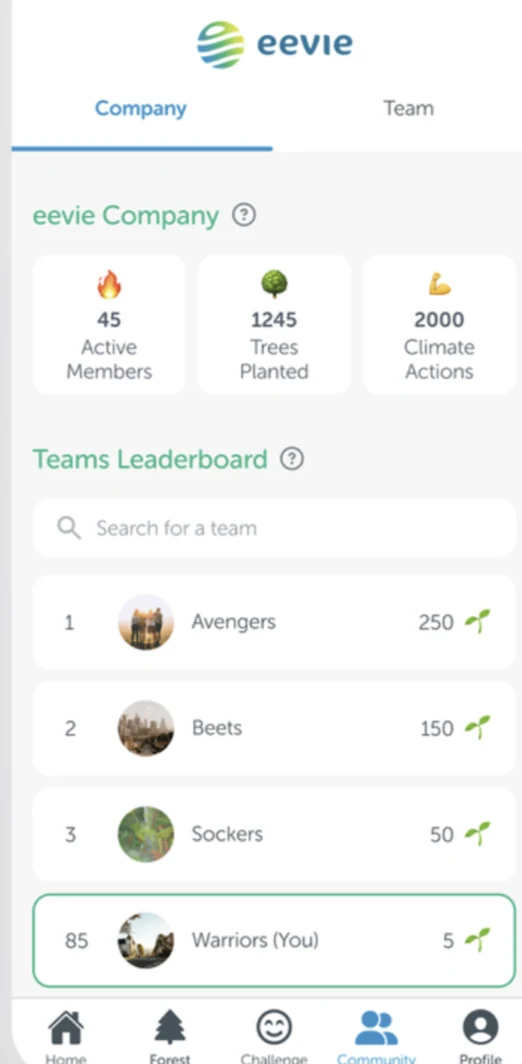 eevie
Company Team
eevie Company ?
45 1245 2000
Active Trees Climate
Members Planted Actions
Teams Leaderboard ?
Search for a team
1 Avengers 250
2 Beets 150
3 Sockers 50
85 Warriors (You) 5
Home Forest Challenge Community Profile